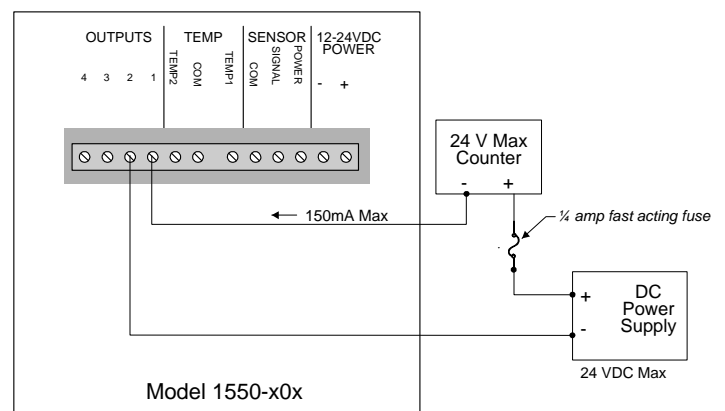 OUTPUTS TEMP SENSOR 12-24VDC
POWER
4 3 2 1 TEMP2 COM TEMP1 COM SIGNAL POWER - +
24 V Max
Counter
- +
150mA Max
¼ amp fast acting fuse
+ DC
Power
- Supply
24 VDC Max
Model 1550-x0x